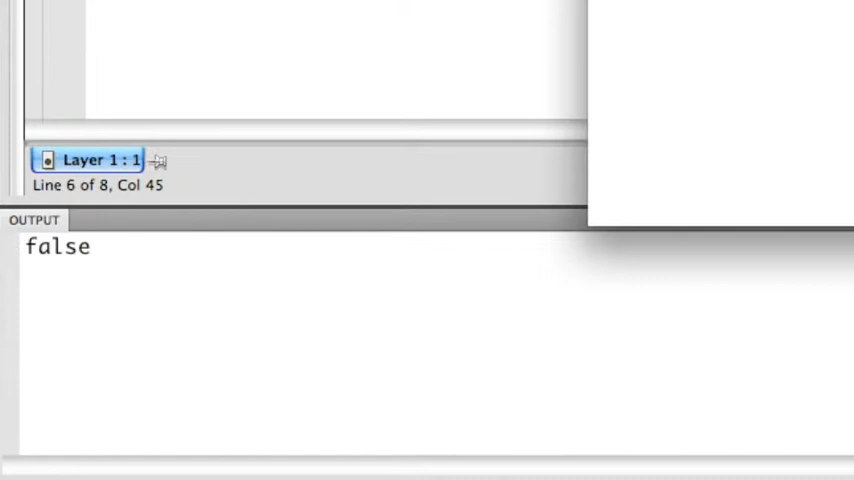 Layer 1 : 1
Line 6 of 8, Col 45
OUTPUT
false